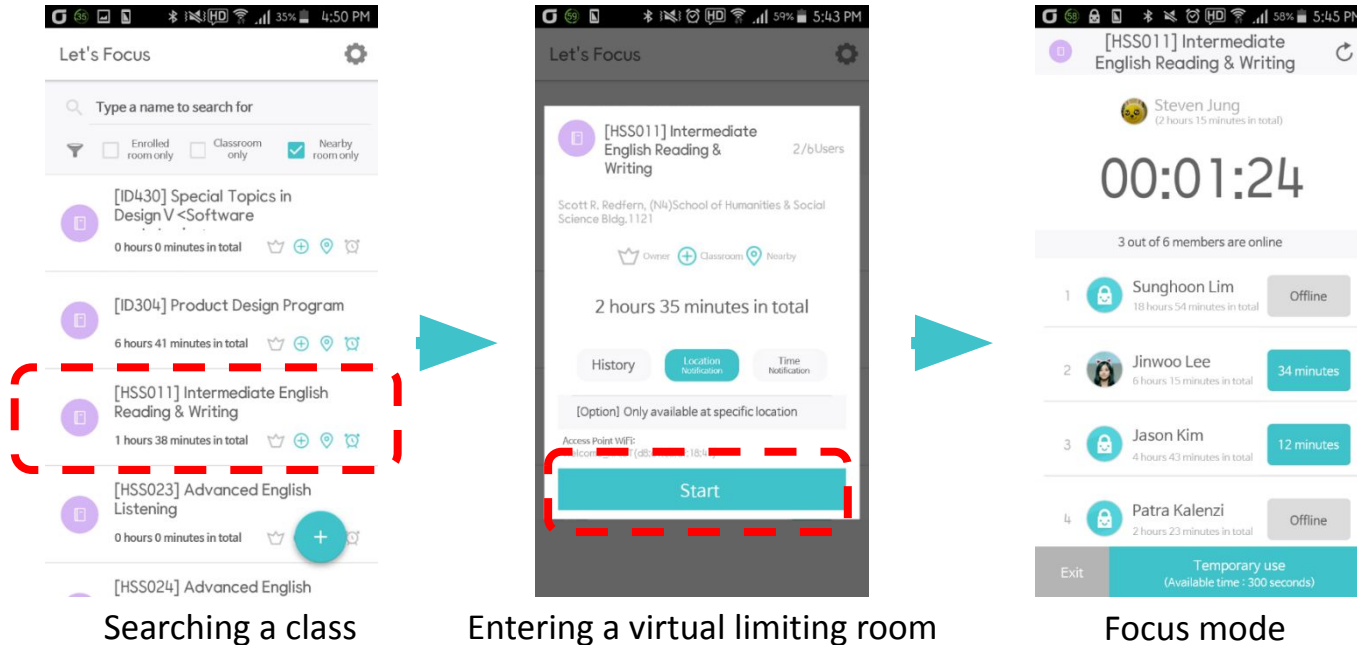 35 HD 35% 4:50 PM
Let's Focus
Type a name to search for
Enrolled
room only
Classroom
only
Nearby
room only
[ID430] Special Topics in
Design V <Software
0 hours 0 minutes in total
[ID304] Product Design Program
6 hours 41 minutes in total
[HSS011] Intermediate English
Reading & Writing
1 hours 38 minutes in total
[HSS023] Advanced English
Listening
0 hours 0 minutes in total
+
[HSS024] Advanced English
Searching a class
59 HD 59% 5:43 PM
Let's Focus
[HSS011] Intermediate
English Reading &
Writing
2/6Users
Scott R. Redfern, (N4)School of Humanities & Social
Science Bldg. 1121
Owner Classroom Nearby
2 hours 35 minutes in total
History
Location
Notification
Time
Notification
[Option] Only available at specific location
Access Point WiFi:
Start
Entering a virtual limiting room
58 HD 58% 5:45 PM
[HSS011] Intermediate
English Reading & Writing
Steven Jung
(2 hours 15 minutes in total)
00:01:24
3 out of 6 members are online
1 Sunghoon Lim Offline
18 hours 54 minutes in total
2 Jinwoo Lee 34 minutes
6 hours 15 minutes in total
3 Jason Kim 12 minutes
4 hours 43 minutes in total
4 Patra Kalenzi Offline
2 hours 23 minutes in total
Exit
Temporary
use
(Available time : 300 seconds)
Focus mode